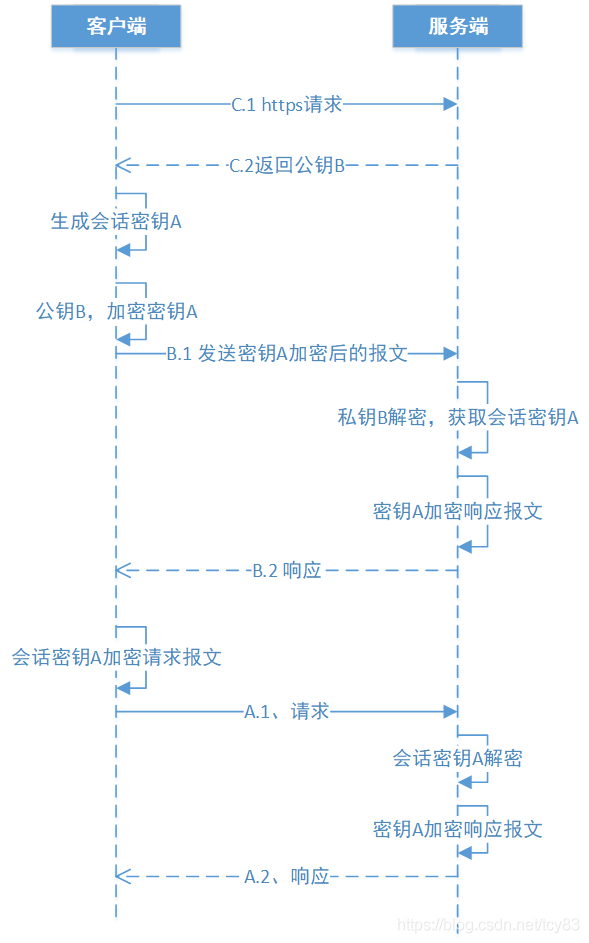 客户端
服务端
C.1 https请求
C.2返回公钥B
生成会话密钥A
公钥B，加密密钥A
B.1 发送密钥A加密后的报文
私钥B解密，获取会话密钥A
密钥A加密响应报文
B.2 响应
会话密钥A加密请求报文
A.1、请求
会话密钥A解密
密钥A加密响应报文
A.2、响应
https://blog.csdn.net/tcy83